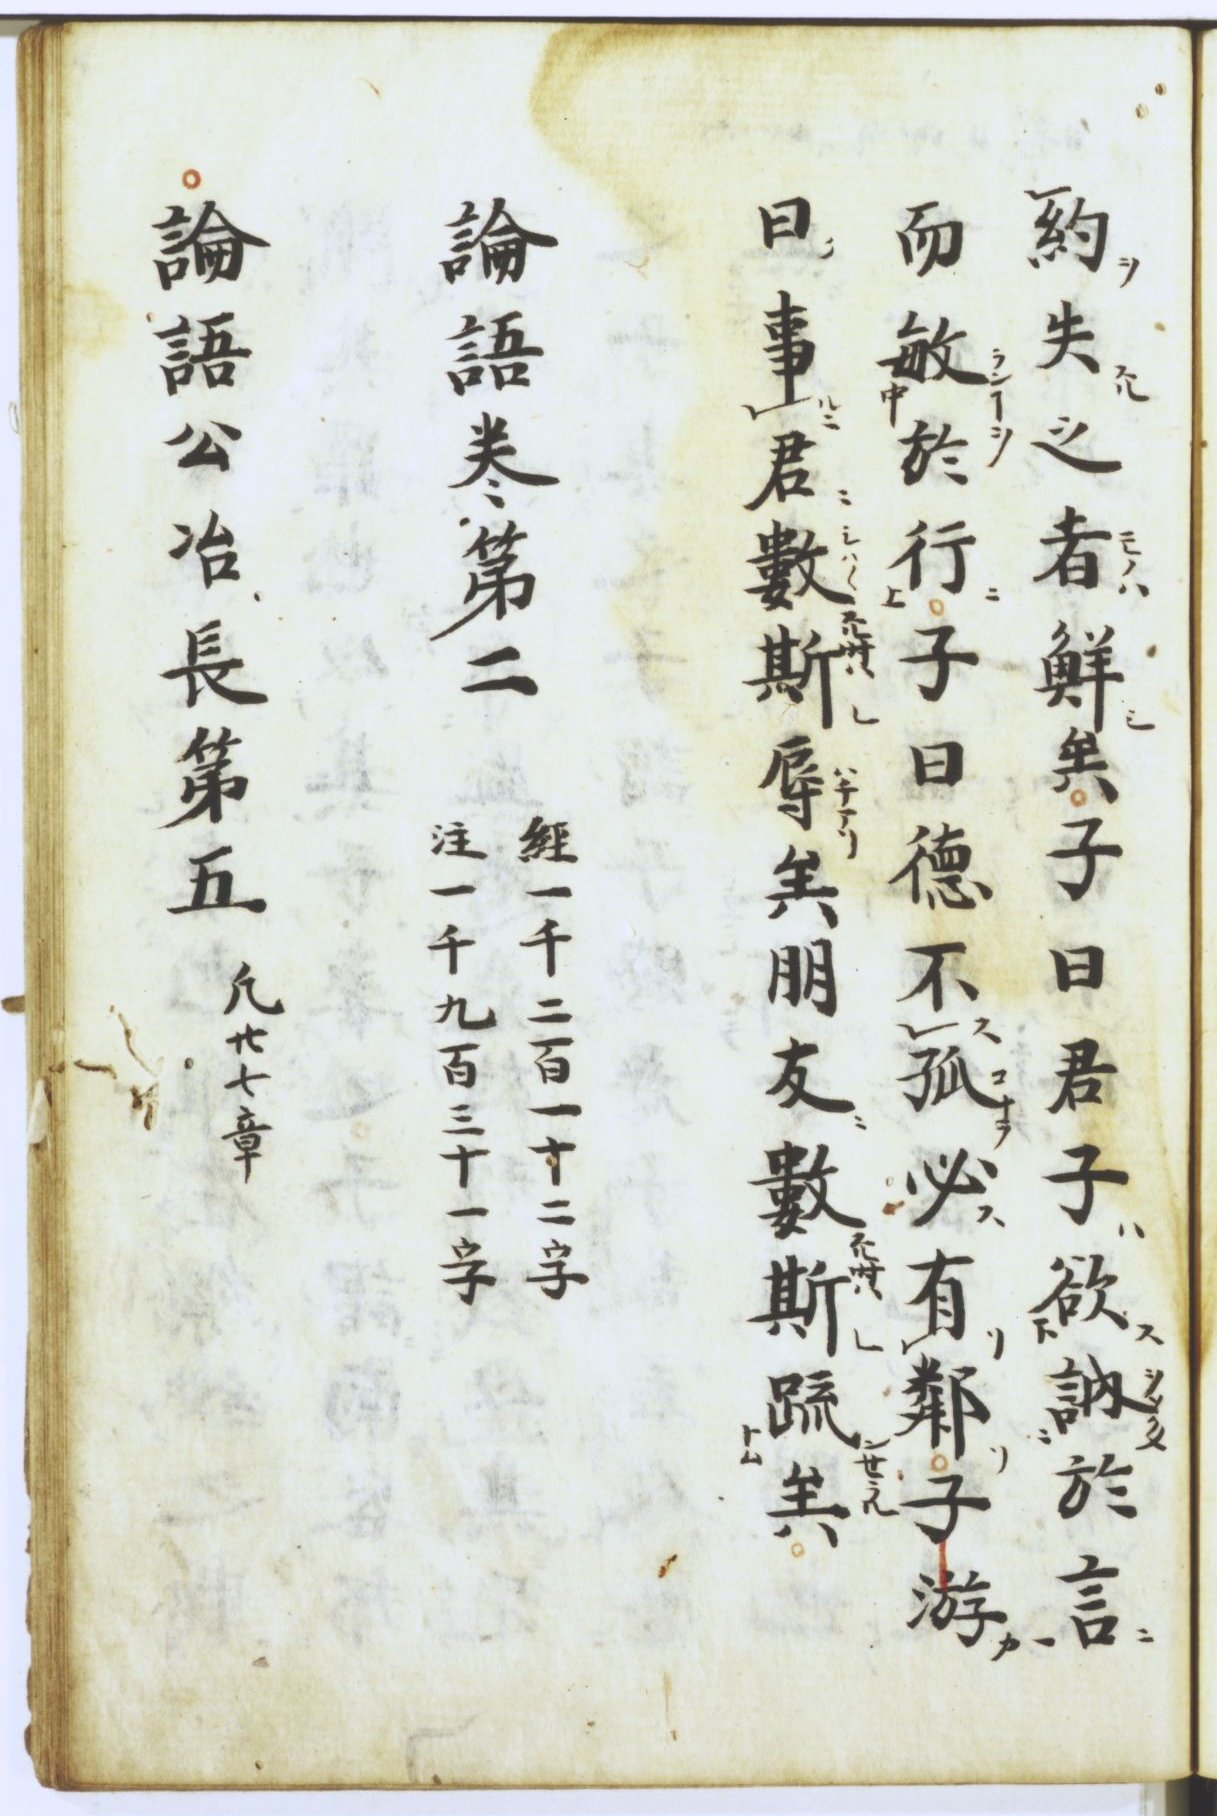 約失之者鮮矣子曰君子欲訥於言
而敏於行子曰德不孤必有鄰子游
曰事君數斯辱矣朋友數斯疏矣
論語卷第二
經一千二百一十二字
注一千九百三十一字
論語公冶長第五
凡廿七章